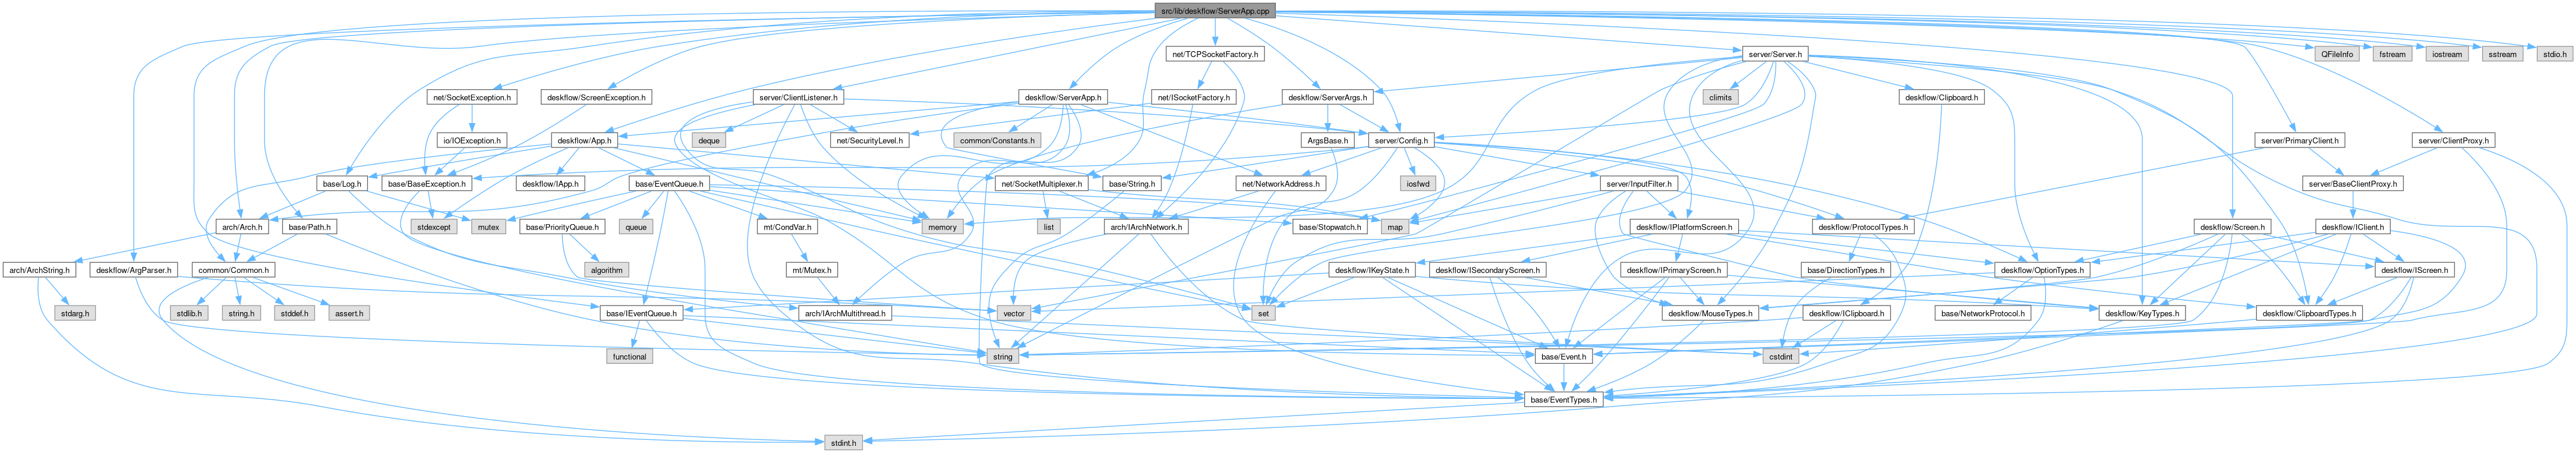 src/lib/deskflow/ServerApp.cpp
net/TCPSocketFactory.h
server/Server.h
QFileInfo
fstream
iostream
sstream
stdio.h
net/SocketException.h
deskflow/ScreenException.h
server/ClientListener.h
deskflow/ServerApp.h
net/ISocketFactory.h
deskflow/ServerArgs.h
climits
deskflow/Clipboard.h
io/IOException.h
deskflow/App.h
deque
net/SecurityLevel.h
common/Constants.h
ArgsBase.h
server/Config.h
server/PrimaryClient.h
server/ClientProxy.h
base/Log.h
base/BaseException.h
deskflow/IApp.h
base/EventQueue.h
net/SocketMultiplexer.h
base/String.h
net/NetworkAddress.h
iosfwd
server/InputFilter.h
server/BaseClientProxy.h
arch/Arch.h
base/Path.h
stdexcept
mutex
base/PriorityQueue.h
queue
mt/CondVar.h
memory
list
arch/IArchNetwork.h
base/Stopwatch.h
map
deskflow/IPlatformScreen.h
deskflow/ProtocolTypes.h
deskflow/Screen.h
deskflow/IClient.h
arch/ArchString.h
deskflow/ArgParser.h
common/Common.h
algorithm
mt/Mutex.h
deskflow/IKeyState.h
deskflow/ISecondaryScreen.h
deskflow/IPrimaryScreen.h
base/DirectionTypes.h
deskflow/OptionTypes.h
deskflow/IScreen.h
stdarg.h
stdlib.h
string.h
stddef.h
assert.h
base/IEventQueue.h
arch/IArchMultithread.h
vector
set
deskflow/MouseTypes.h
deskflow/IClipboard.h
base/NetworkProtocol.h
deskflow/KeyTypes.h
deskflow/ClipboardTypes.h
functional
string
base/Event.h
cstdint
base/EventTypes.h
stdint.h